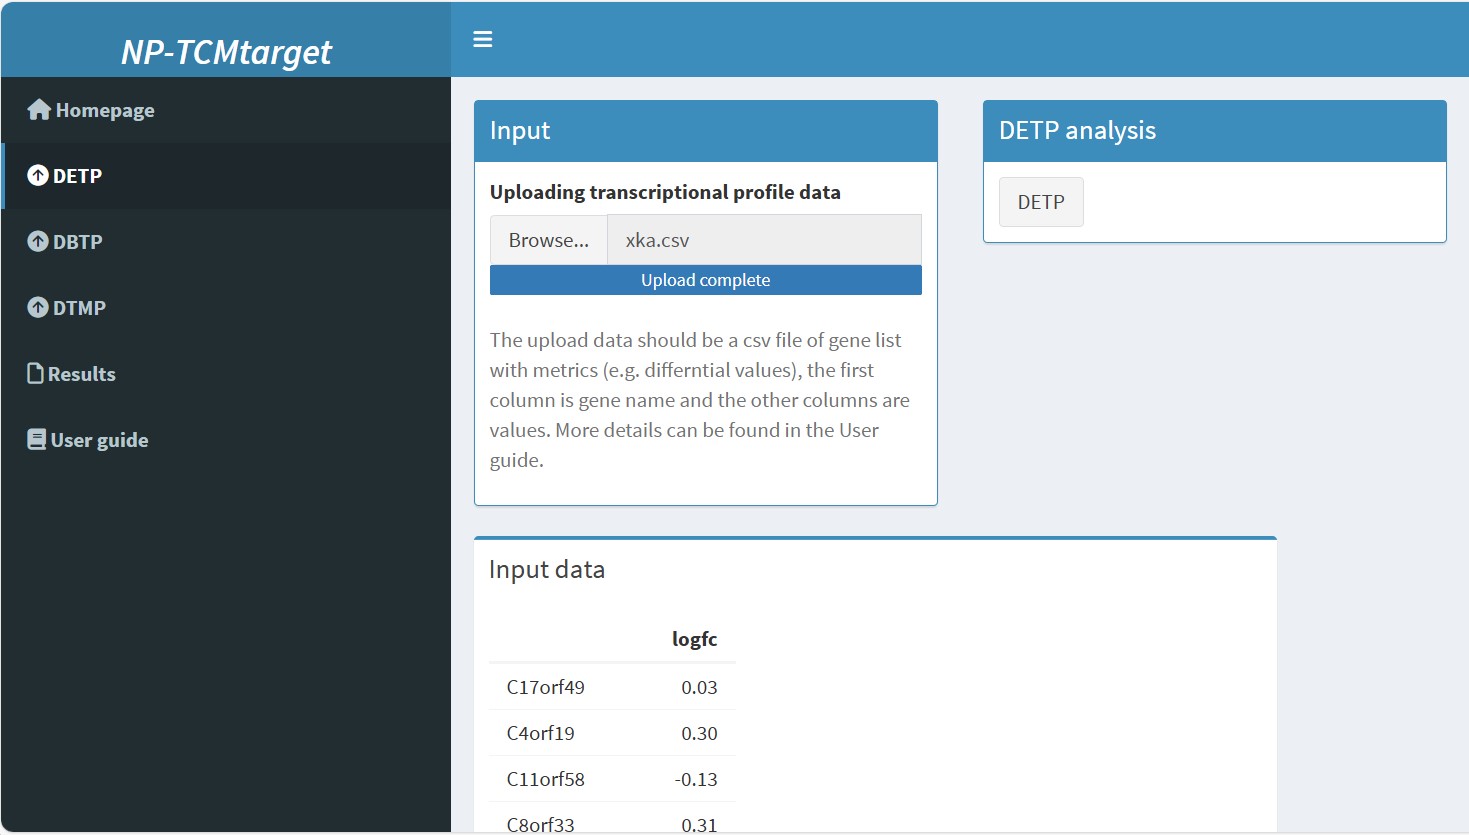 NP-TCMtarget
Homepage
DETP
DBTP
DTMP
Results
User guide
Input
Uploading transcriptional profile data
Browse... xka.csv
Upload complete
The upload data should be a csv file of gene list
with metrics (e.g. differntial values), the first
column is gene name and the other columns are
values. More details can be found in the User
guide.
DETP analysis
DETP
Input data
logfc
C17orf49 0.03
C4orf19 0.30
C11orf58 -0.13
C8orf33 0.31